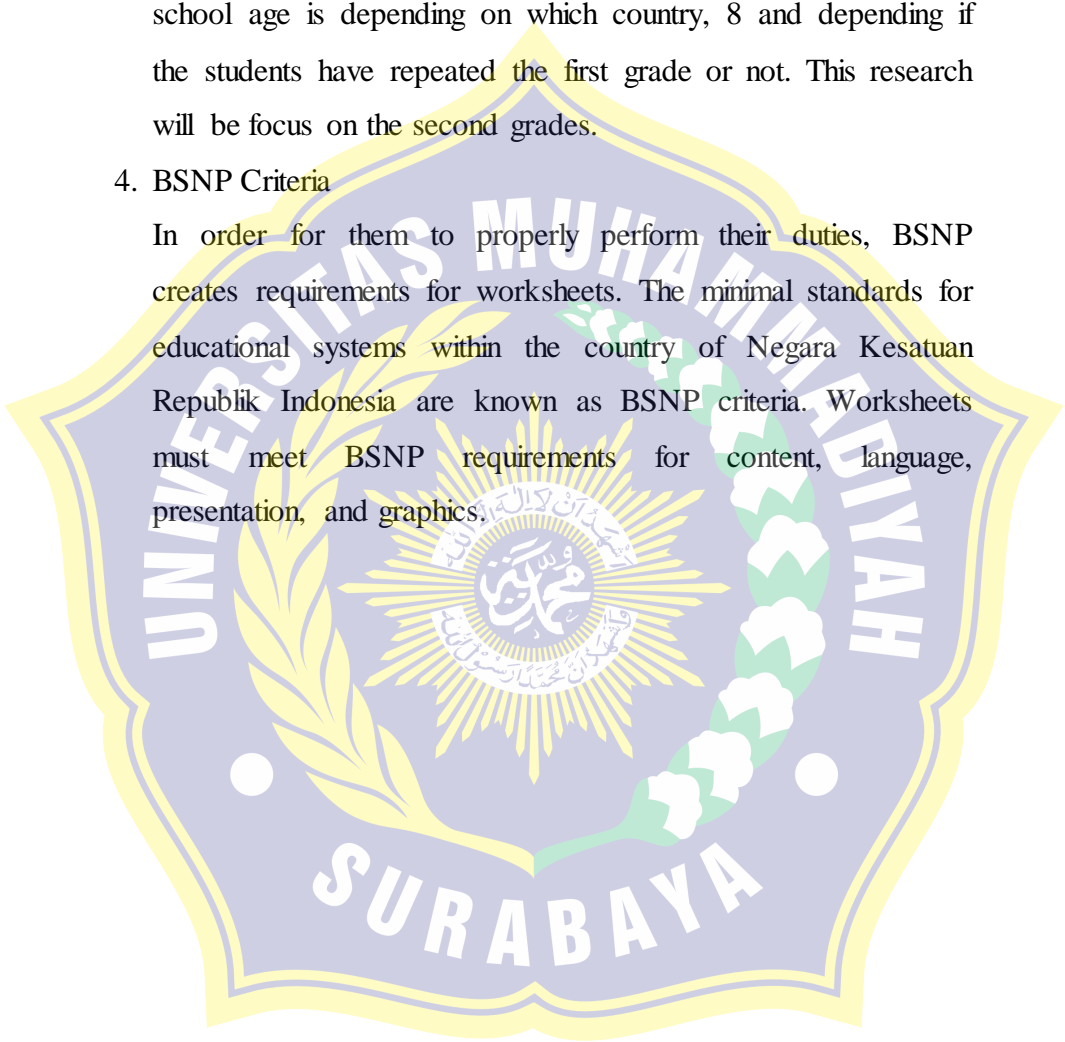 school age is depending on which country, 8 and depending if
the students have repeated the first grade or not. This research
will be focus on the second grades.
4. BSNP Criteria
In order for them to properly perform their duties, BSNP
creates requirements for worksheets. The minimal standards for
educational systems within the country of Negara Kesatuan
Republik Indonesia are known as BSNP criteria. Worksheets
must meet BSNP requirements for content, language,
presentation, and graphics.
UNIVERSITAS MUHAMMADIYAH
SURABAYA
محمد